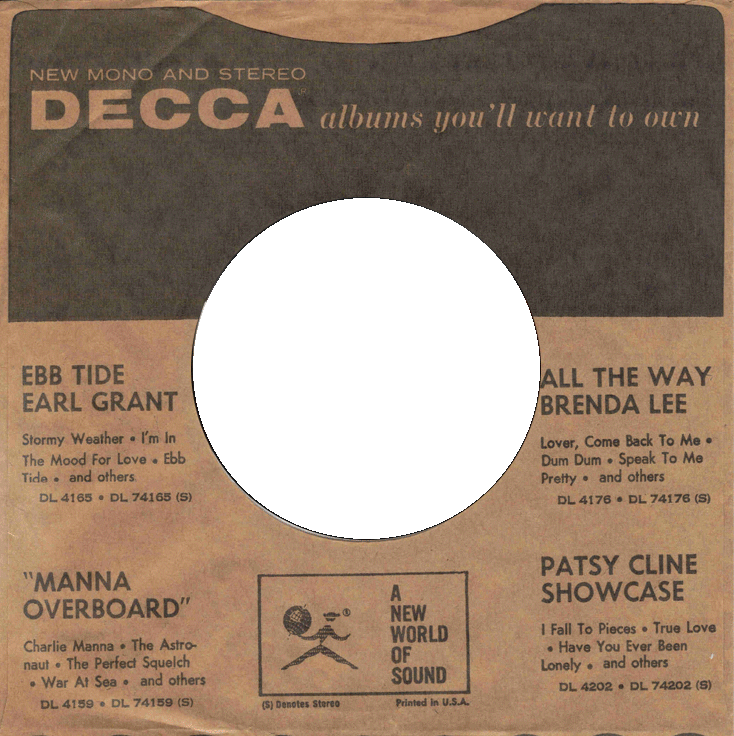 NEW MONO AND STEREO
DECCA albums you'll want to own
EBB TIDE
EARL GRANT
Stormy Weather • I'm In
The Mood For Love • Ebb
Tide • and others
DL 4165 • DL 74165 (S)
ALL THE WAY
BRENDA LEE
Lover, Come Back To Me •
Dum Dum • Speak To Me
Pretty • and others
DL 4176 • DL 74176 (S)
"MANNA
OVERBOARD"
Charlie Manna • The Astro-
naut • The Perfect Squelch
• War At Sea • and others
DL 4159 • DL 74159 (S)
A
NEW
WORLD
OF
SOUND
(S) Denotes Stereo
Printed in U.S.A.
PATSY CLINE
SHOWCASE
I Fall To Pieces • True Love
• Have You Ever Been
Lonely • and others
DL 4202 • DL 74202 (S)